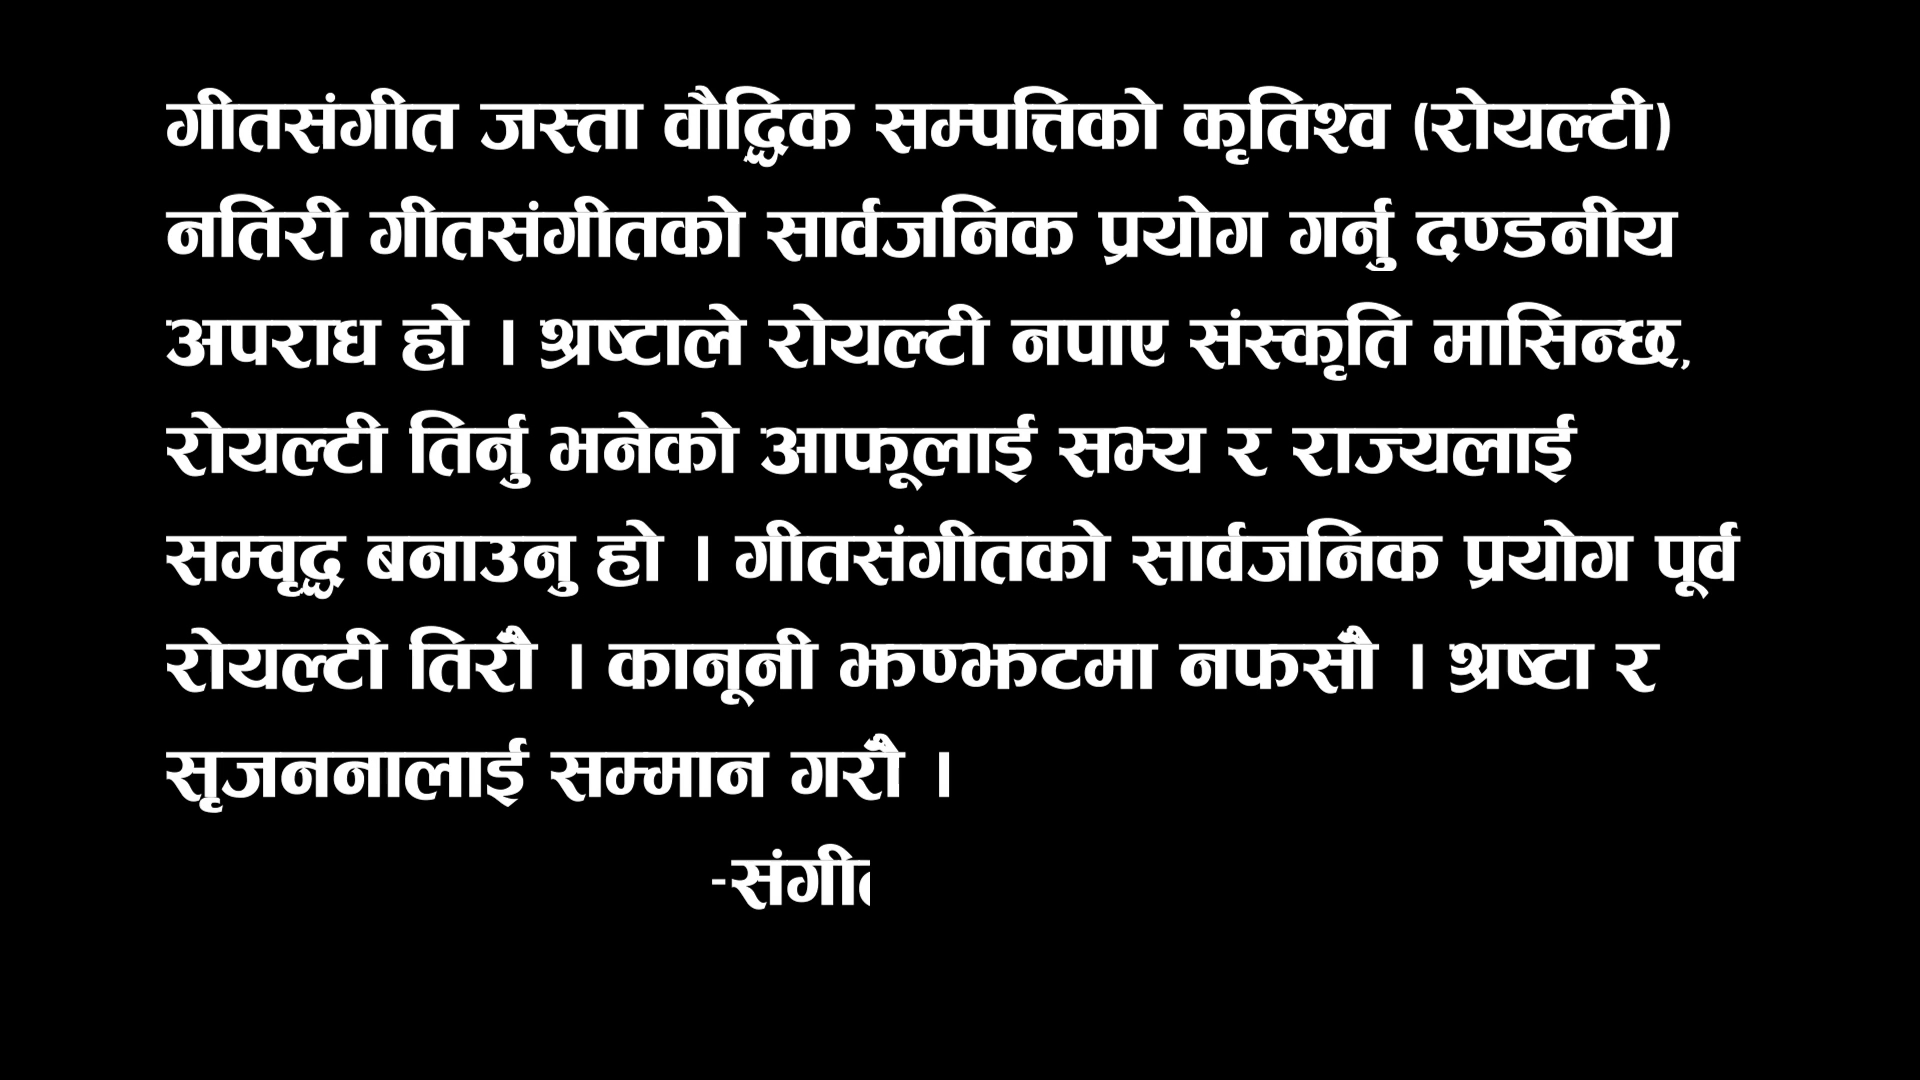 गीतसंगीत जस्ता वौद्धिक सम्पत्तिको कृतिश्व (रोयल्टी)
नतिरी गीतसंगीतको सार्वजनिक प्रयोग गर्नु दण्डनीय
अपराध हो । श्रष्टाले रोयल्टी नपाए संस्कृति मासिन्छ,
रोयल्टी तिर्नु भनेको आफूलाई सभ्य र राज्यलाई
सम्वृद्ध बनाउनु हो । गीतसंगीतको सार्वजनिक प्रयोग पूर्व
रोयल्टी तिरौं । कानूनी झण्झटमा नफसौं । श्रष्टा र
सृजननालाई सम्मान गरौं ।